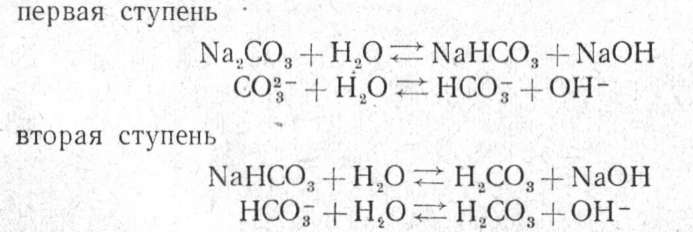 первая ступень
Na₂CO₃ + H₂O ⇄ NaHCO₃ + NaOH
CO₃²⁻ + H₂O ⇄ HCO₃⁻ + OH⁻
вторая ступень
NaHCO₃ + H₂O ⇄ H₂CO₃ + NaOH
HCO₃⁻ + H₂O ⇄ H₂CO₃ + OH⁻